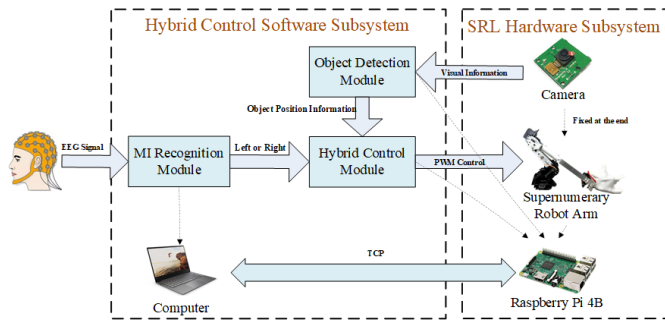 Hybrid Control Software Subsystem
SRL Hardware Subsystem
Object Detection
Module
Visual Information
Camera
Object Position Information
Fixed at the end
EEG Signal
MI Recognition
Module
Left or Right
Hybrid Control
Module
PWM Control
Supernumerary
Robot Arm
TCP
Computer
Raspberry Pi 4B